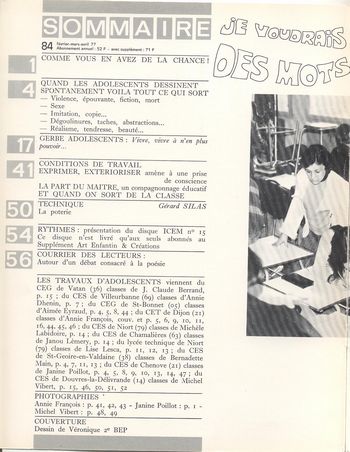 SOMMAIRE
84
février-mars-avril 77
Abonnement annuel : 52 F - avec supplément : 71 F
JE VOUDRAIS
DES MOTS
1
COMME VOUS EN AVEZ DE LA CHANCE !
4
QUAND LES ADOLESCENTS DESSINENT
SPONTANEMENT VOILA TOUT CE QUI SORT
— Violence, épouvante, fiction, mort
— Sexe
— Imitation, copie...
— Dégoulinures, taches, abstractions...
— Réalisme, tendresse, beauté...
17
GERBE ADOLESCENTS : Vivre, vivre à n'en plus
pouvoir...
41
CONDITIONS DE TRAVAIL
EXPRIMER, EXTERIORISER amène à une prise
de conscience
LA PART DU MAITRE, un compagnonnage éducatif
ET QUAND ON SORT DE LA CLASSE
50
TECHNIQUE Gérard SILAS
La poterie
54
RYTHMES : présentation du disque ICEM nº 15
Ce disque n'est livré qu'aux seuls abonnés au
Supplément Art Enfantin & Créations
56
COURRIER DES LECTEURS :
Autour d'un débat consacré à la poésie
LES TRAVAUX D'ADOLESCENTS viennent du
CEG de Vatan (36) classes de J. Claude Berrand,
p. 15 ; du CES de Villeurbanne (69) classes d'Annie
Dhenin, p. 7 ; du CEG de St-Bonnet (05) classes
d'Aimée Eyraud, p. 4, 5, 8, 44 ; du CET de Dijon (21)
classes d'Annie François, couv. et p. 5, 6, 9, 10, 11,
16, 44, 45, 46 ; du CES de Niort (79) classes de Michèle
Labidoire, p. 14 ; du CES de Chamalières (63) classes
de Janou Lèmery, p. 14 ; du lycée technique de Niort
(79) classes de Lise Lesca, p. 11, 12, 13 ; du CES
de St-Geoire-en-Valdaine (38) classes de Bernadette
Main, p. 4, 7, 11, 13 ; du CES de Chenove (21) classes
de Janine Poillot, p. 4, 5, 8, 9, 10, 13, 14, 47 ; du
CES de Douvres-la-Délivrande (14) classes de Michel
Vibert, p. 15, 46, 50, 51, 52
PHOTOGRAPHIES
Annie François : p. 41, 42, 43 - Janine Poillot : p. 1 -
Michel Vibert : p. 48, 49
COUVERTURE
Dessin de Véronique 2e BEP